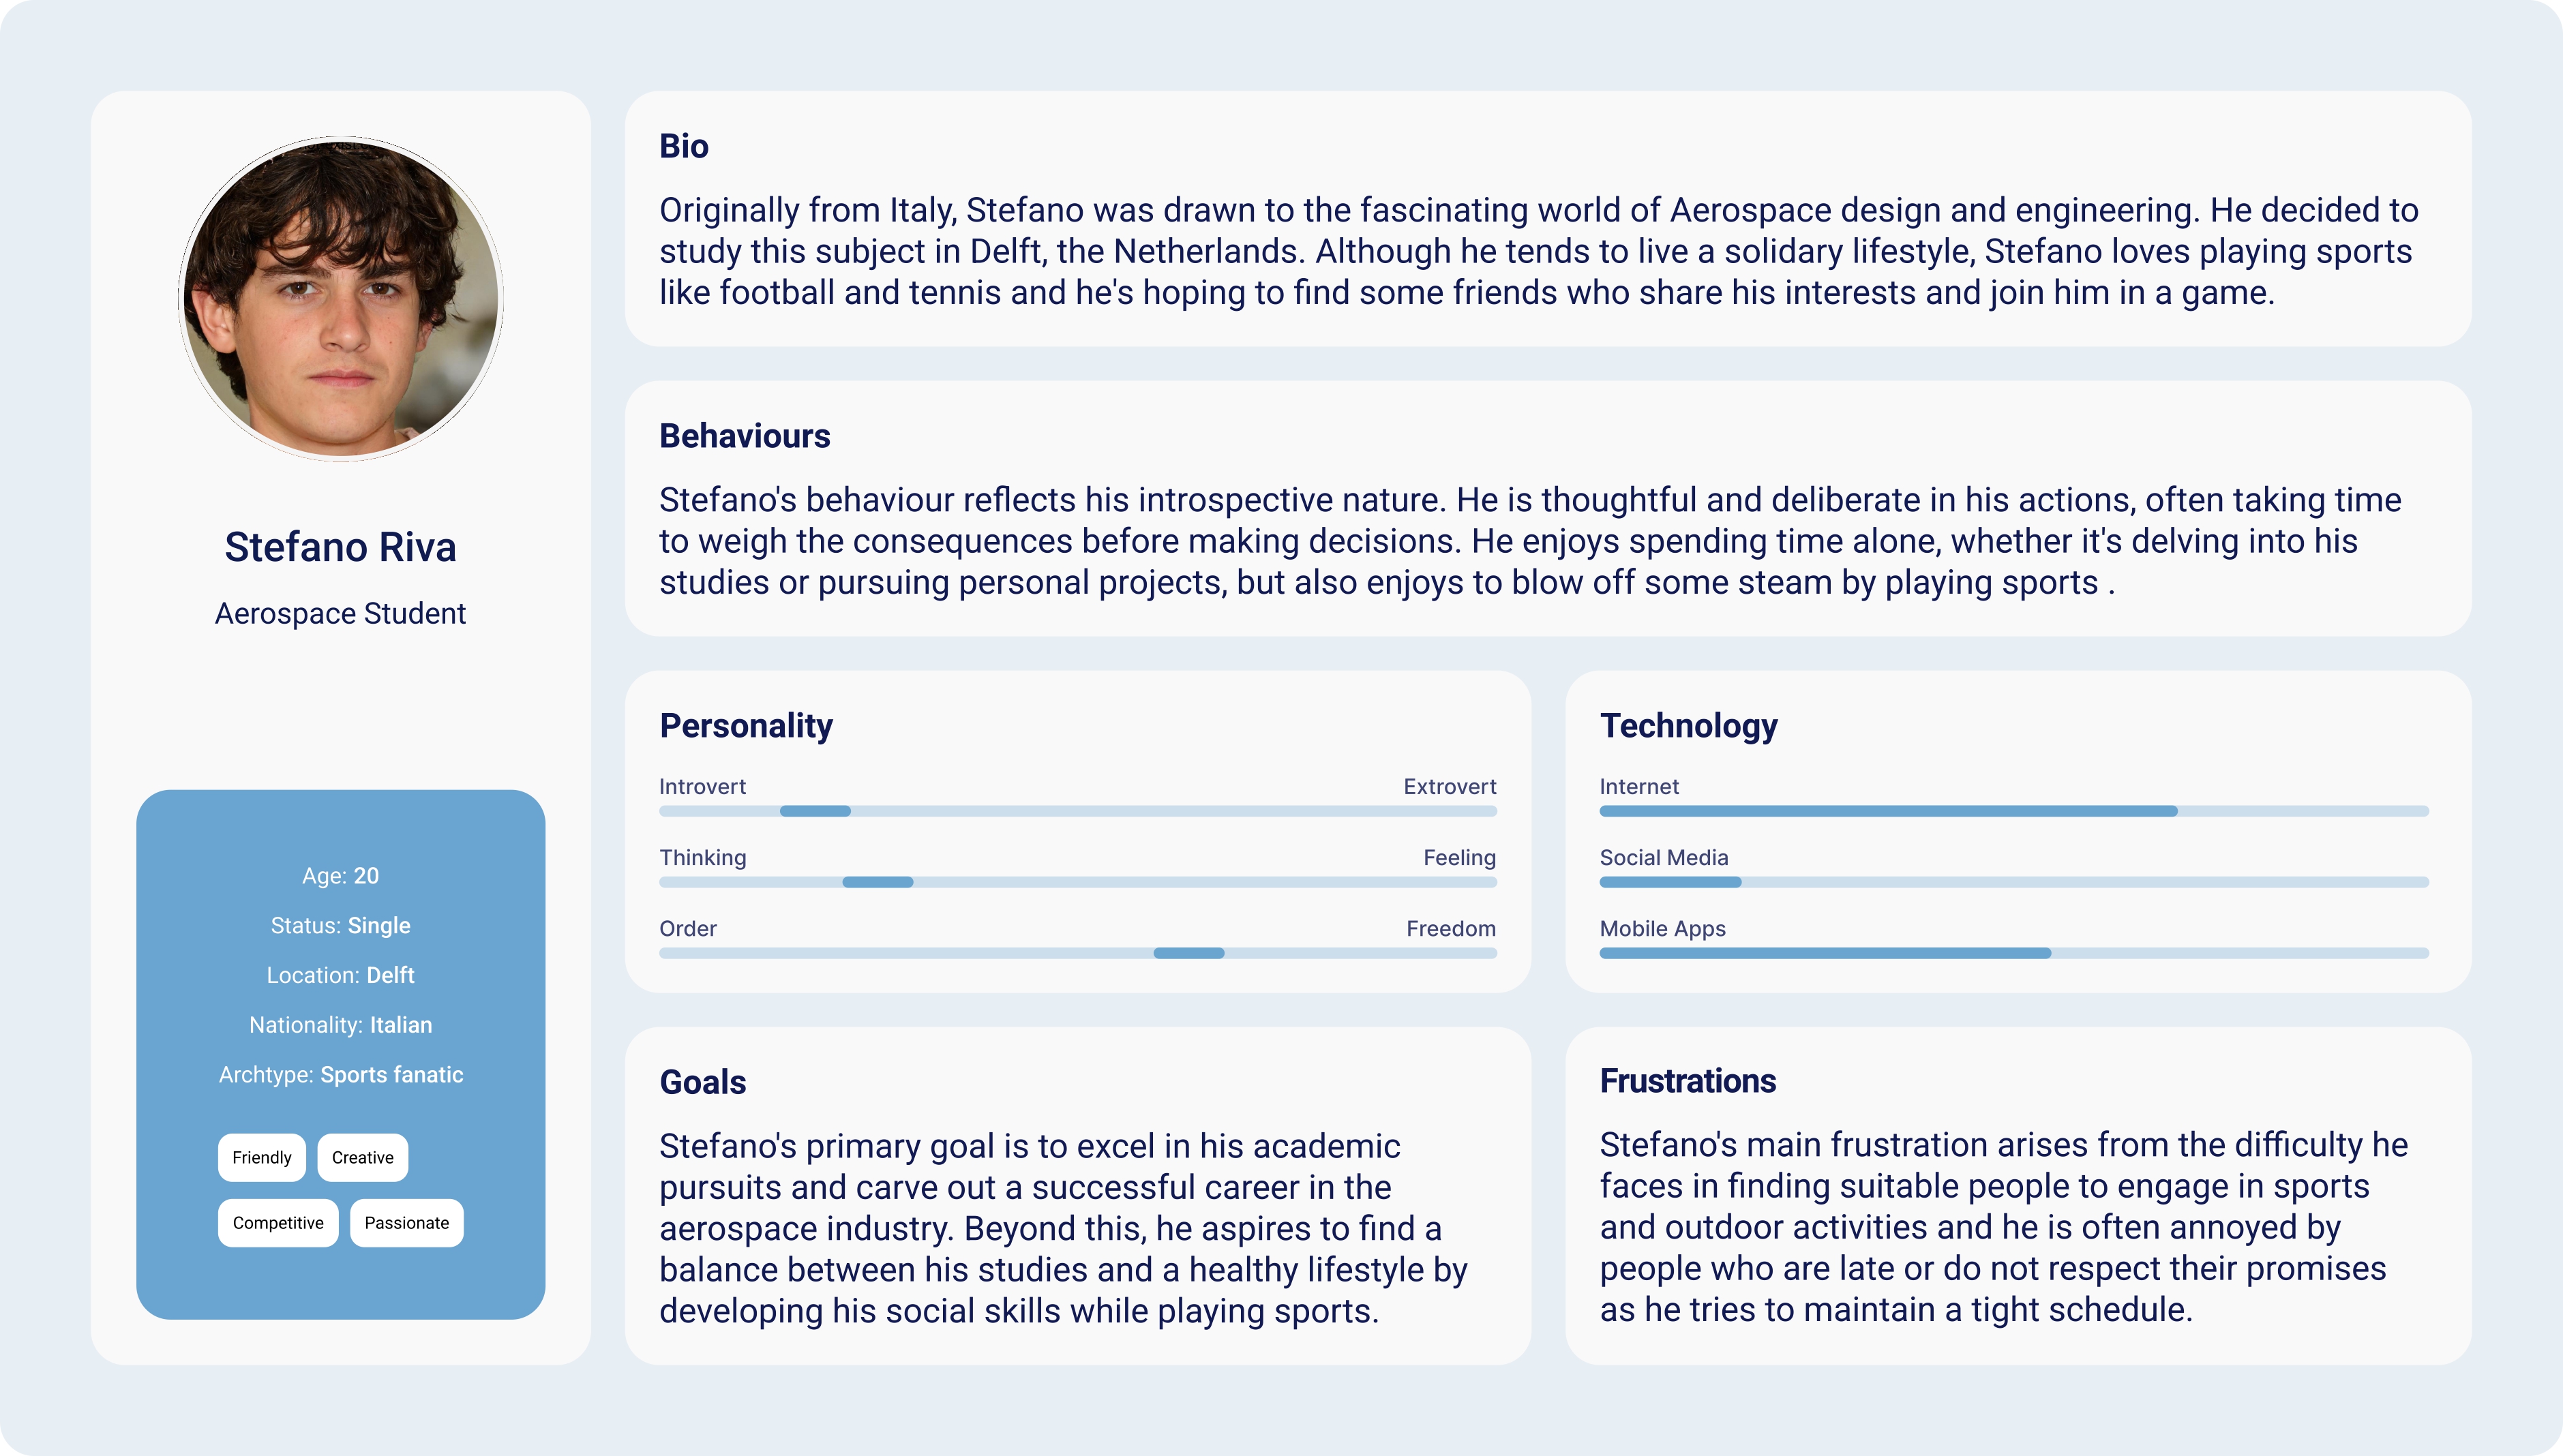 Stefano Riva
Aerospace Student
Age: 20
Status: Single
Location: Delft
Nationality: Italian
Archtype: Sports fanatic
Friendly
Creative
Competitive
Passionate
Bio
Originally from Italy, Stefano was drawn to the fascinating world of Aerospace design and engineering. He decided to
study this subject in Delft, the Netherlands. Although he tends to live a solidary lifestyle, Stefano loves playing sports
like football and tennis and he's hoping to find some friends who share his interests and join him in a game.
Behaviours
Stefano's behaviour reflects his introspective nature. He is thoughtful and deliberate in his actions, often taking time
to weigh the consequences before making decisions. He enjoys spending time alone, whether it's delving into his
studies or pursuing personal projects, but also enjoys to blow off some steam by playing sports .
Personality
Introvert
Extrovert
Thinking
Feeling
Order
Freedom
Technology
Internet
Social Media
Mobile Apps
Goals
Stefano's primary goal is to excel in his academic
pursuits and carve out a successful career in the
aerospace industry. Beyond this, he aspires to find a
balance between his studies and a healthy lifestyle by
developing his social skills while playing sports.
Frustrations
Stefano's main frustration arises from the difficulty he
faces in finding suitable people to engage in sports
and outdoor activities and he is often annoyed by
people who are late or do not respect their promises
as he tries to maintain a tight schedule.